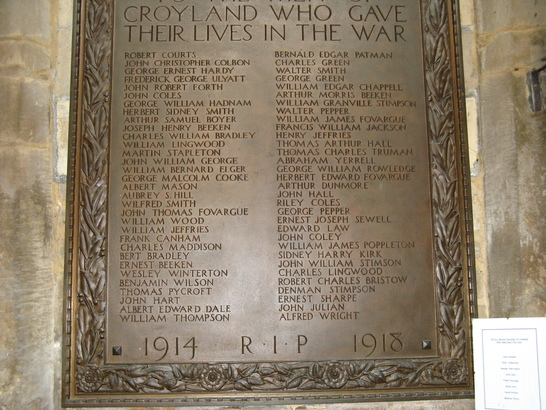 CROYLAND WHO GAVE
THEIR LIVES IN THE WAR
ROBERT COURTS
JOHN CHRISTOPHER COLBON
GEORGE ERNEST HARDY
FREDERICK GEORGE ULYATT
JOHN ROBERT FORTH
JOHN COLES
GEORGE WILLIAM HADNAM
HERBERT SIDNEY SMITH
ARTHUR SAMUEL BOYER
JOSEPH HENRY BEEKEN
CHARLES WILLIAM BRADLEY
WILLIAM LINGWOOD
MARTIN STAPLETON
JOHN WILLIAM GEORGE
WILLIAM BERNARD ELGER
GEORGE MALCOLM COOKE
ALBERT MASON
AUBREY S. HILL
WILFRED SMITH
JOHN THOMAS FOVARGUE
WILLIAM WOOD
WILLIAM JEFFRIES
FRANK CANHAM
CHARLES MADDISON
BERT BRADLEY
ERNEST BEEKEN
WESLEY WINTERTON
BENJAMIN WILSON
THOMAS PYCROFT
JOHN HART
ALBERT EDWARD DALE
WILLIAM THOMPSON
BERNALD EDGAR PATMAN
CHARLES GREEN
WALTER SMITH
GEORGE GREEN
WILLIAM EDGAR CHAPPELL
ARTHUR MORRIS BEEKEN
WILLIAM GRANVILLE STIMPSON
WALTER PEPPER
WILLIAM JAMES FOVARGUE
FRANCIS WILLIAM JACKSON
HENRY JEFFRIES
THOMAS ARTHUR HALL
THOMAS CHARLES TRUMAN
ABRAHAM YERRELL
GEORGE WILLIAM ROWLEDGE
HERBERT EDWARD FOVARGUE
ARTHUR DUNMORE
JOHN HALL
RILEY COLES
GEORGE PEPPER
ERNEST JOSEPH SEWELL
EDWARD LAW
JOHN COLEY
WILLIAM JAMES POPPLETON
SIDNEY HARRY KIRK
JOHN WILLIAM STIMSON
CHARLES LINGWOOD
ROBERT CHARLES BRISTOW
DENMAN STIMPSON
ERNEST SHARPE
JOHN JULIAN
ALFRED WRIGHT
1914 R·I·P 1918